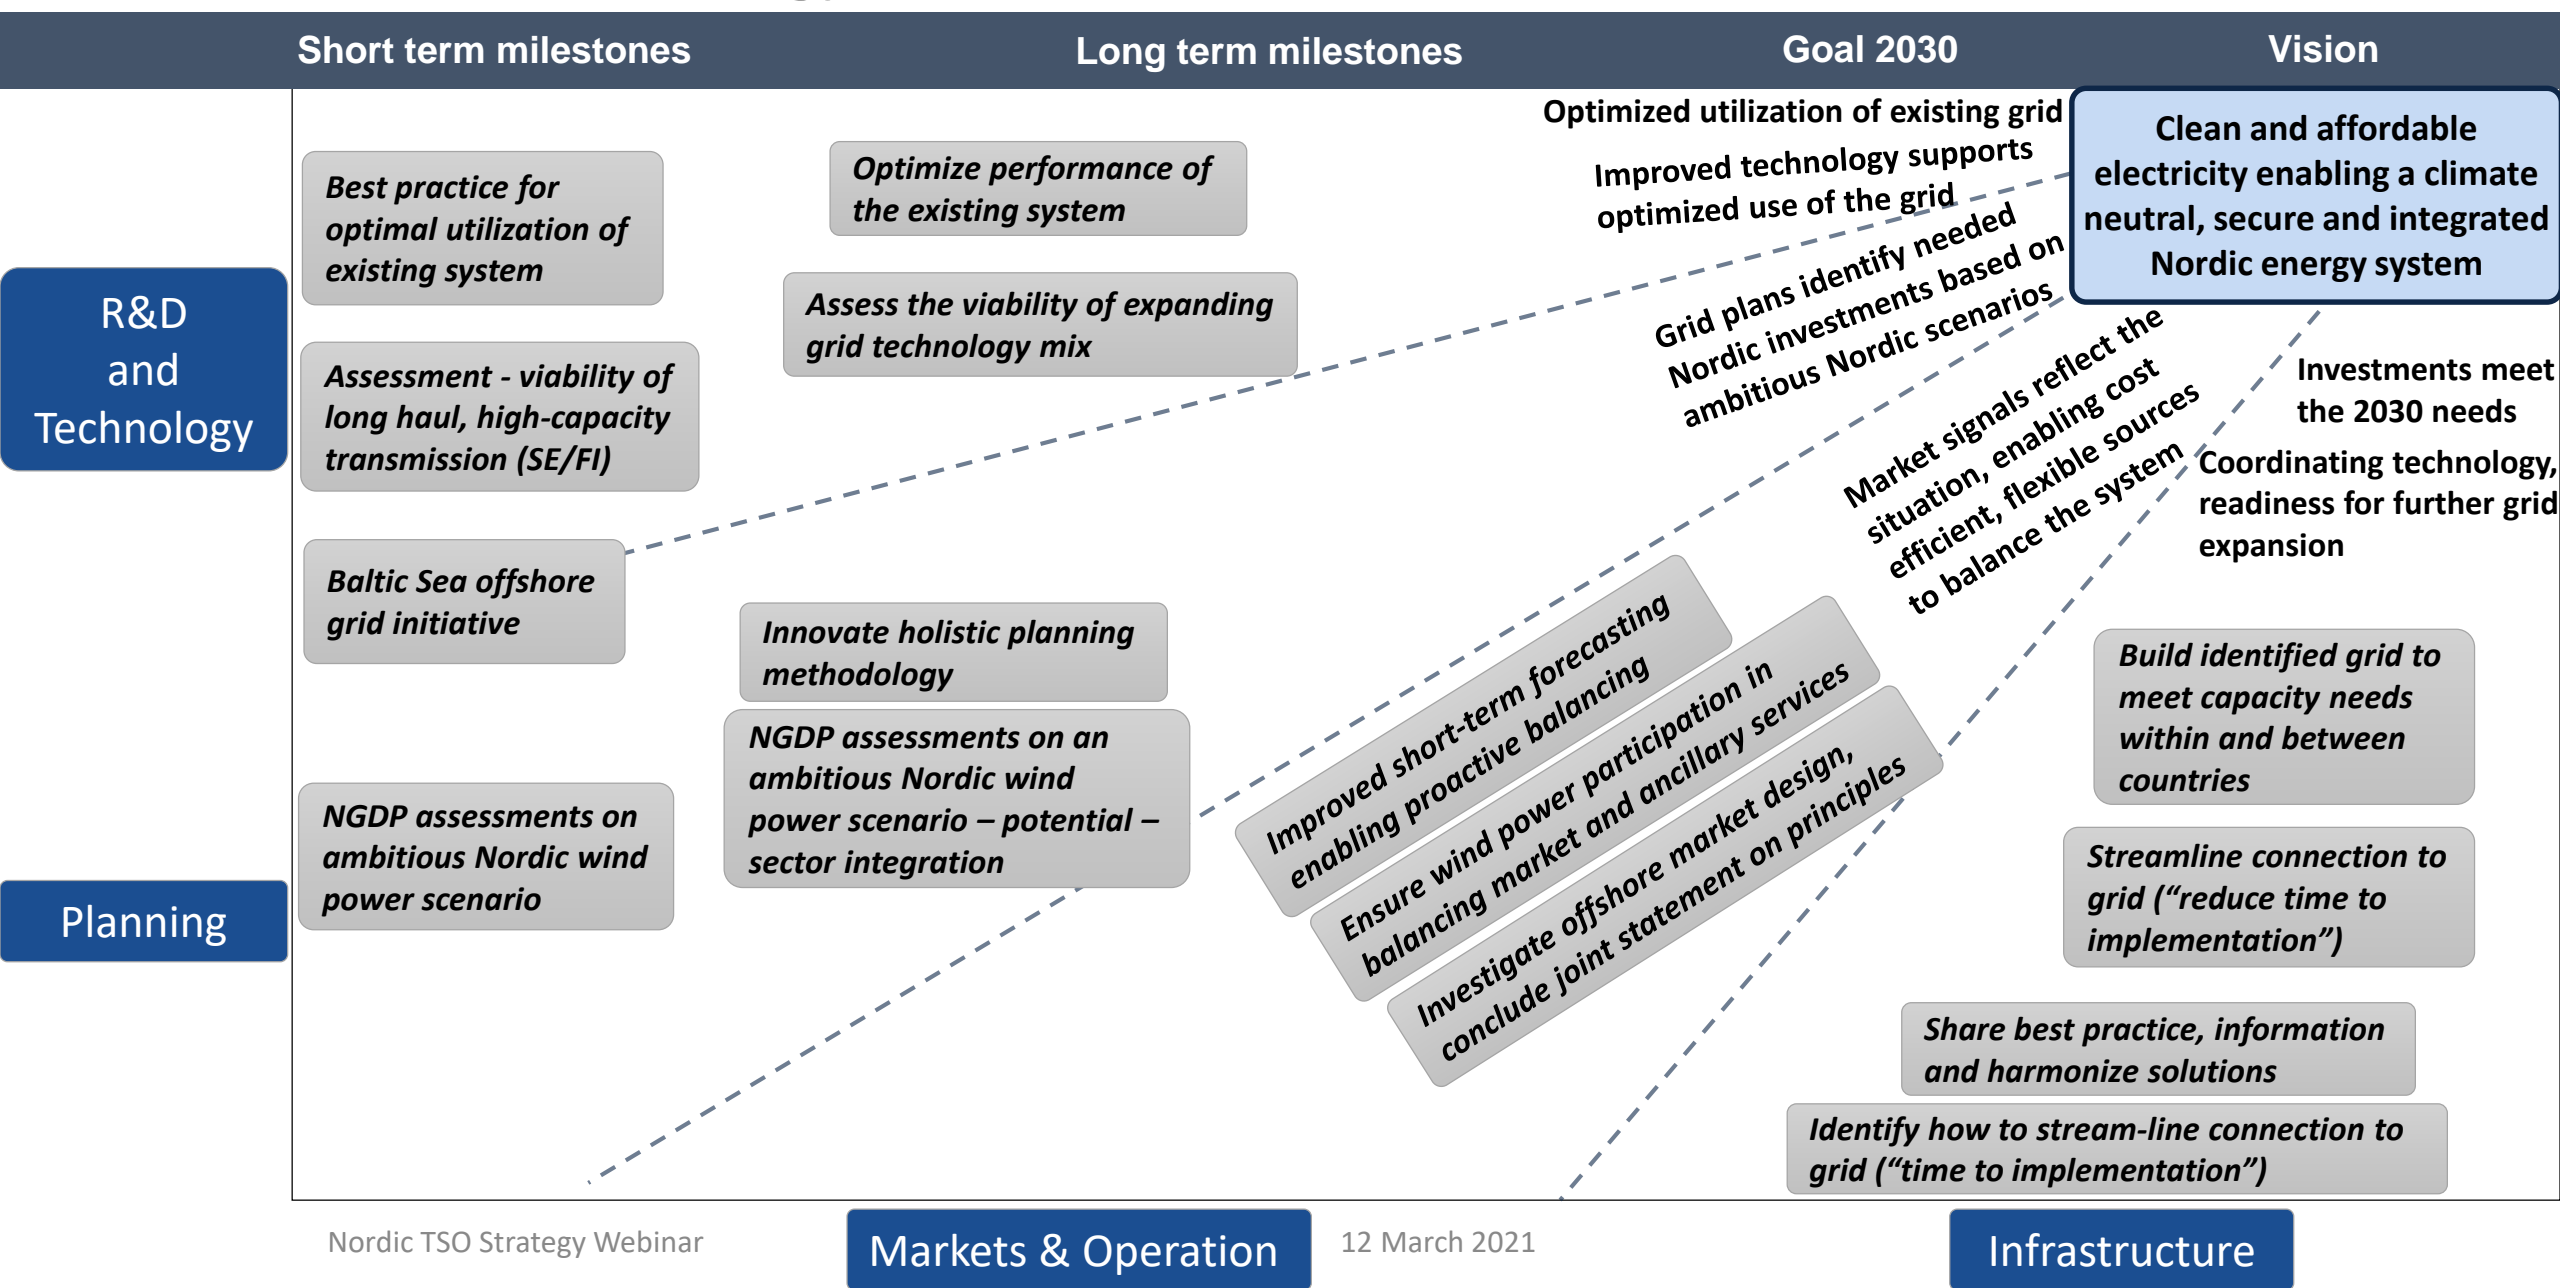 Short term milestones
Long term milestones
Goal 2030
Vision
R&D
and
Technology
Best practice for
optimal utilization of
existing system
Assessment - viability of
long haul, high-capacity
transmission (SE/FI)
Optimize performance of
the existing system
Assess the viability of expanding
grid technology mix
Optimized utilization of existing grid
Improved technology supports
optimized use of the grid
Clean and affordable
electricity enabling a climate
neutral, secure and integrated
Nordic energy system
Grid plans identify needed
Nordic investments based on
ambitious Nordic scenarios
Market signals reflect the
situation, enabling cost
efficient, flexible sources
to balance the system
Investments meet
the 2030 needs
Coordinating technology,
readiness for further grid
expansion
Baltic Sea offshore
grid initiative
Innovate holistic planning
methodology
NGDP assessments on an
ambitious Nordic wind
power scenario – potential –
sector integration
Planning
NGDP assessments on
ambitious Nordic wind
power scenario
Improved short-term forecasting
enabling proactive balancing
Ensure wind power participation in
balancing market and ancillary services
Investigate offshore market design,
conclude joint statement on principles
Build identified grid to
meet capacity needs
within and between
countries
Streamline connection to
grid (“reduce time to
implementation”)
Share best practice, information
and harmonize solutions
Identify how to stream-line connection to
grid (“time to implementation”)
Nordic TSO Strategy Webinar
Markets & Operation
12 March 2021
Infrastructure